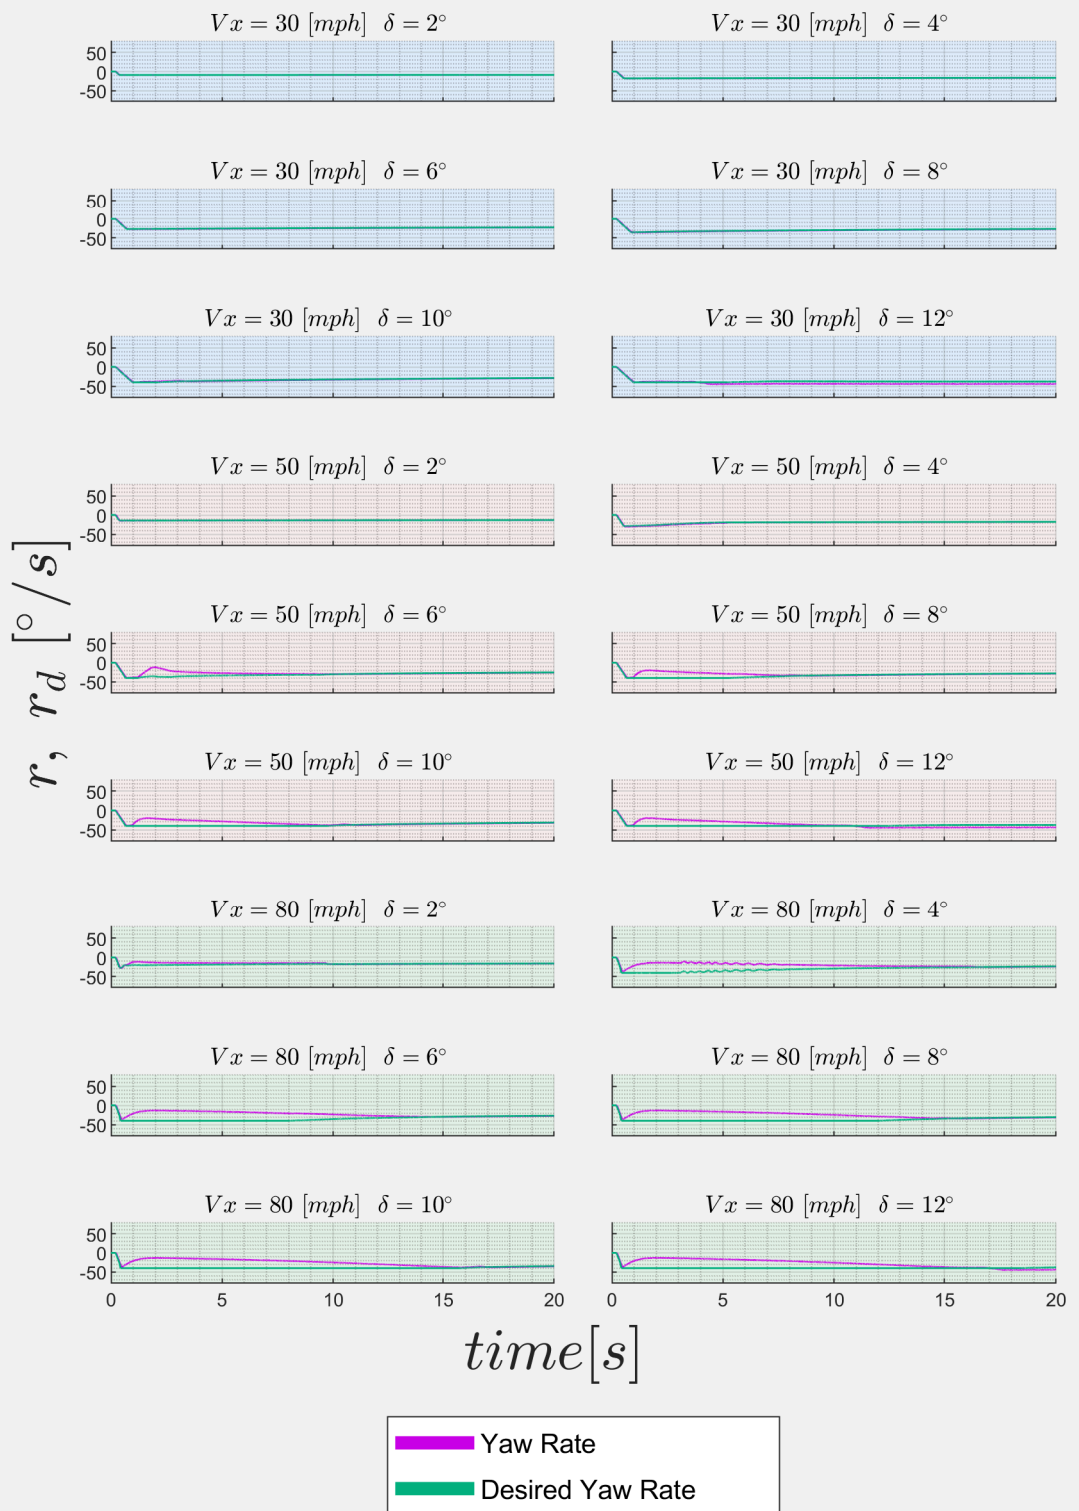 Vx = 30 [mph] δ = 2°
Vx = 30 [mph] δ = 4°
50
0
-50
Vx = 30 [mph] δ = 6°
Vx = 30 [mph] δ = 8°
50
0
-50
Vx = 30 [mph] δ = 10°
Vx = 30 [mph] δ = 12°
50
0
-50
Vx = 50 [mph] δ = 2°
Vx = 50 [mph] δ = 4°
50
0
-50
Vx = 50 [mph] δ = 6°
Vx = 50 [mph] δ = 8°
50
0
-50
r, r_d [°/s]
Vx = 50 [mph] δ = 10°
Vx = 50 [mph] δ = 12°
50
0
-50
Vx = 80 [mph] δ = 2°
Vx = 80 [mph] δ = 4°
50
0
-50
Vx = 80 [mph] δ = 6°
Vx = 80 [mph] δ = 8°
50
0
-50
Vx = 80 [mph] δ = 10°
Vx = 80 [mph] δ = 12°
50
0
-50
0 5 10 15 20
0 5 10 15 20
time[s]
Yaw Rate
Desired Yaw Rate